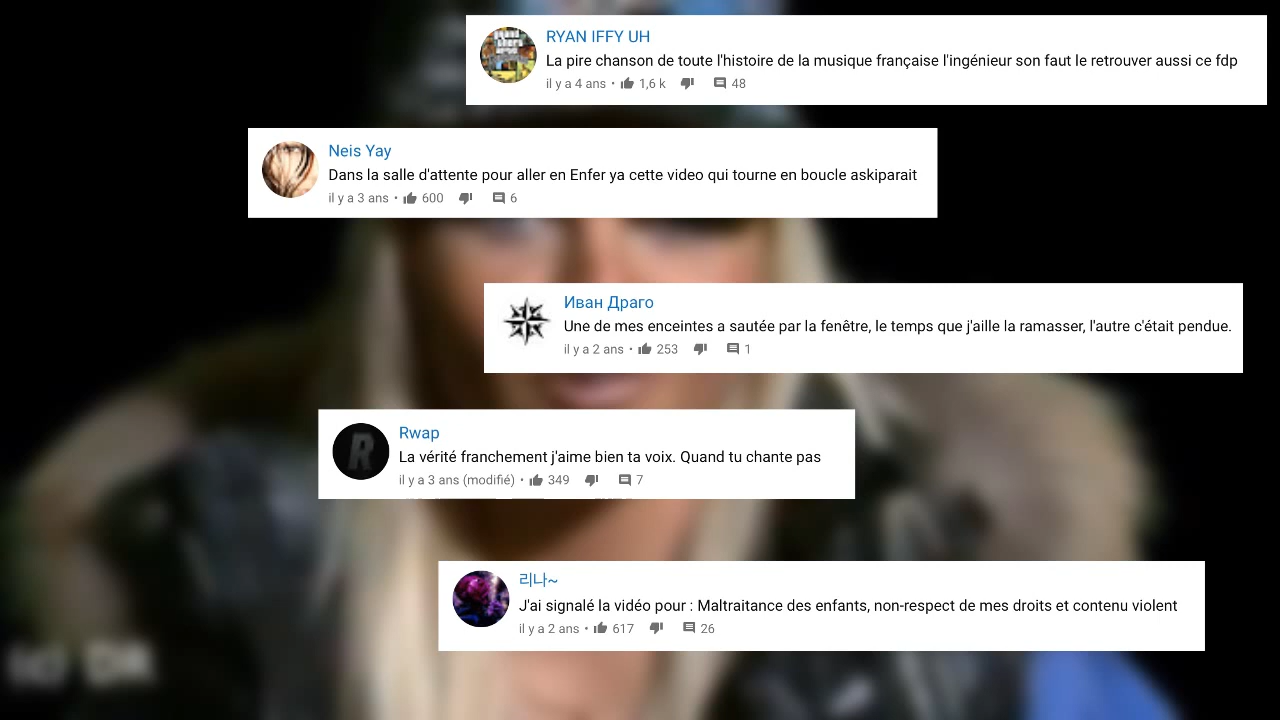 RYAN IFFY UH
La pire chanson de toute l'histoire de la musique française l'ingénieur son faut le retrouver aussi ce fdp
il y a 4 ans • 1,6 k 48
Neis Yay
Dans la salle d'attente pour aller en Enfer ya cette video qui tourne en boucle askiparait
il y a 3 ans • 600 6
Иван Драго
Une de mes enceintes a sautée par la fenêtre, le temps que j'aille la ramasser, l'autre c'était pendue.
il y a 2 ans • 253 1
R
Rwap
La vérité franchement j'aime bien ta voix. Quand tu chante pas
il y a 3 ans (modifié) • 349 7
리나~
J'ai signalé la vidéo pour : Maltraitance des enfants, non-respect de mes droits et contenu violent
il y a 2 ans • 617 26